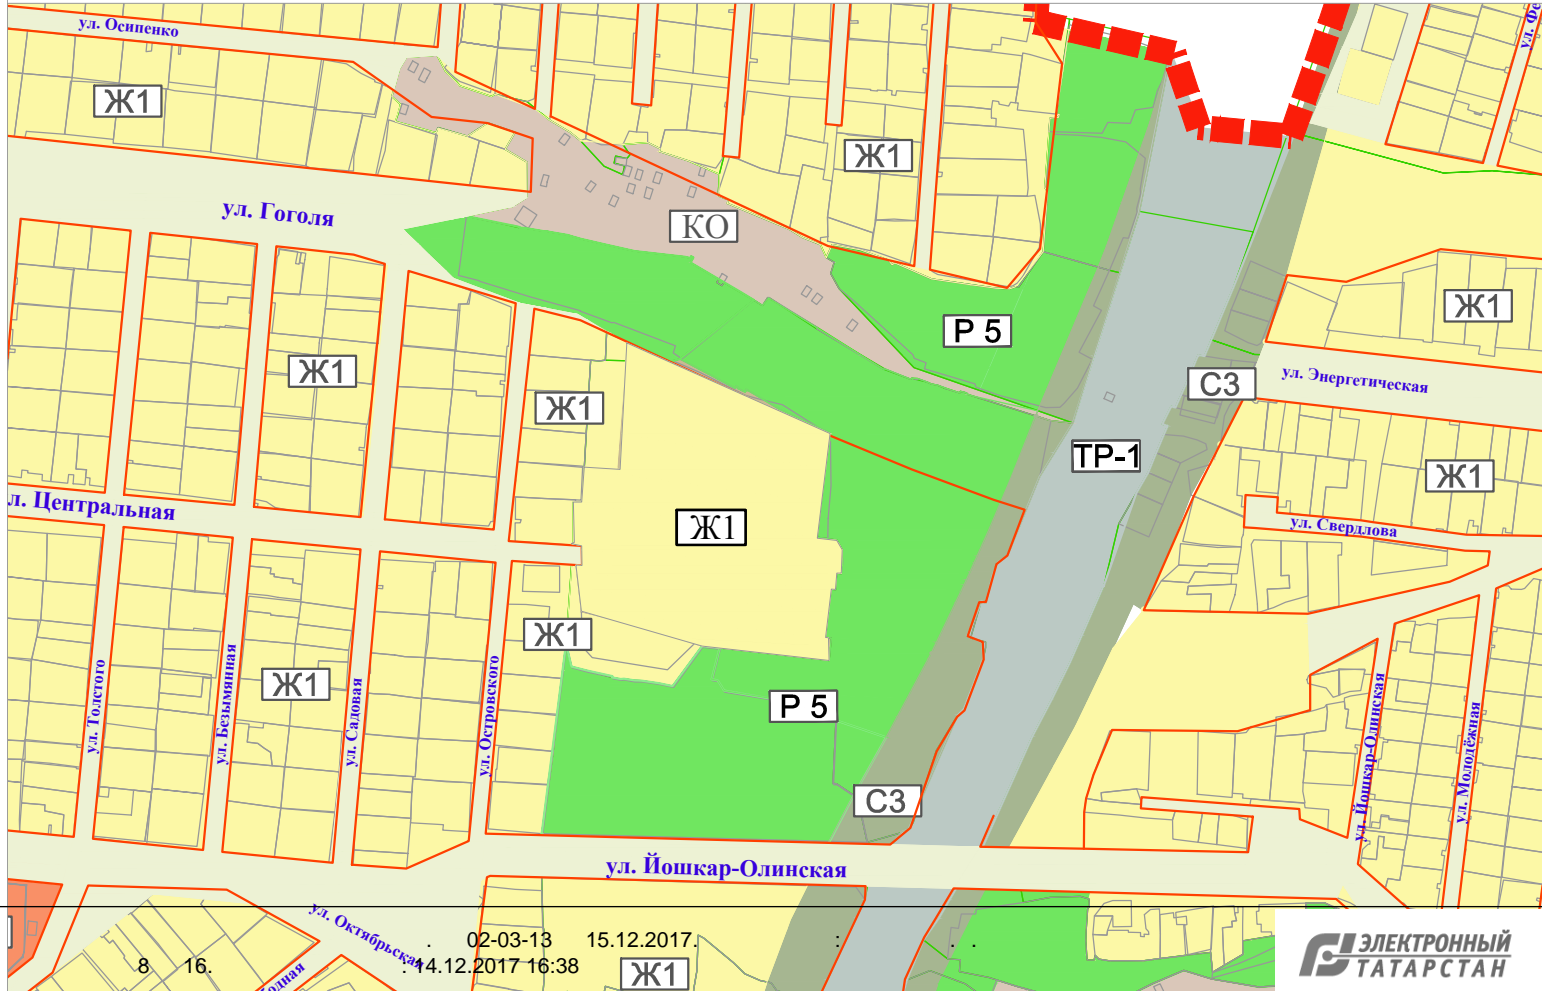 ул. Осипенко
Ж1
Ж1
ул. Гоголя
КО
Р 5
Ж1
Ж1
Ж1
С3
ул. Энергетическая
ТР-1
Ж1
л. Центральная
Ж1
ул. Свердлова
Ж1
Ж1
ул. Толстого
ул. Безымянная
ул. Садовая
ул. Островского
Р 5
ул. Йошкар-Олинская
ул. Молодёжная
С3
ул. Йошкар-Олинская
ул. Октябрьская
. 02-03-13 15.12.2017. : . .
8 16. : 14.12.2017 16:38
Ж1
ЭЛЕКТРОННЫЙ
ТАТАРСТАН